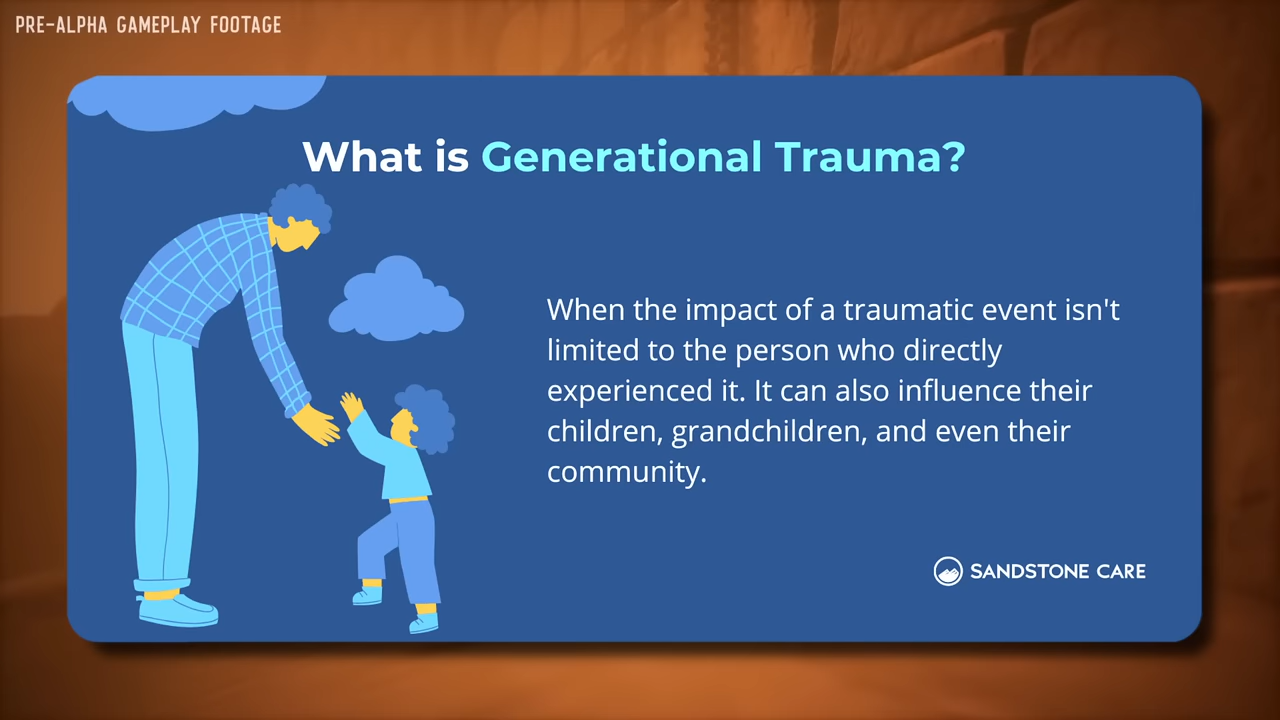 PRE-ALPHA GAMEPLAY FOOTAGE
What is Generational Trauma?
When the impact of a traumatic event isn't
limited to the person who directly
experienced it. It can also influence their
children, grandchildren, and even their
community.
SANDSTONE CARE